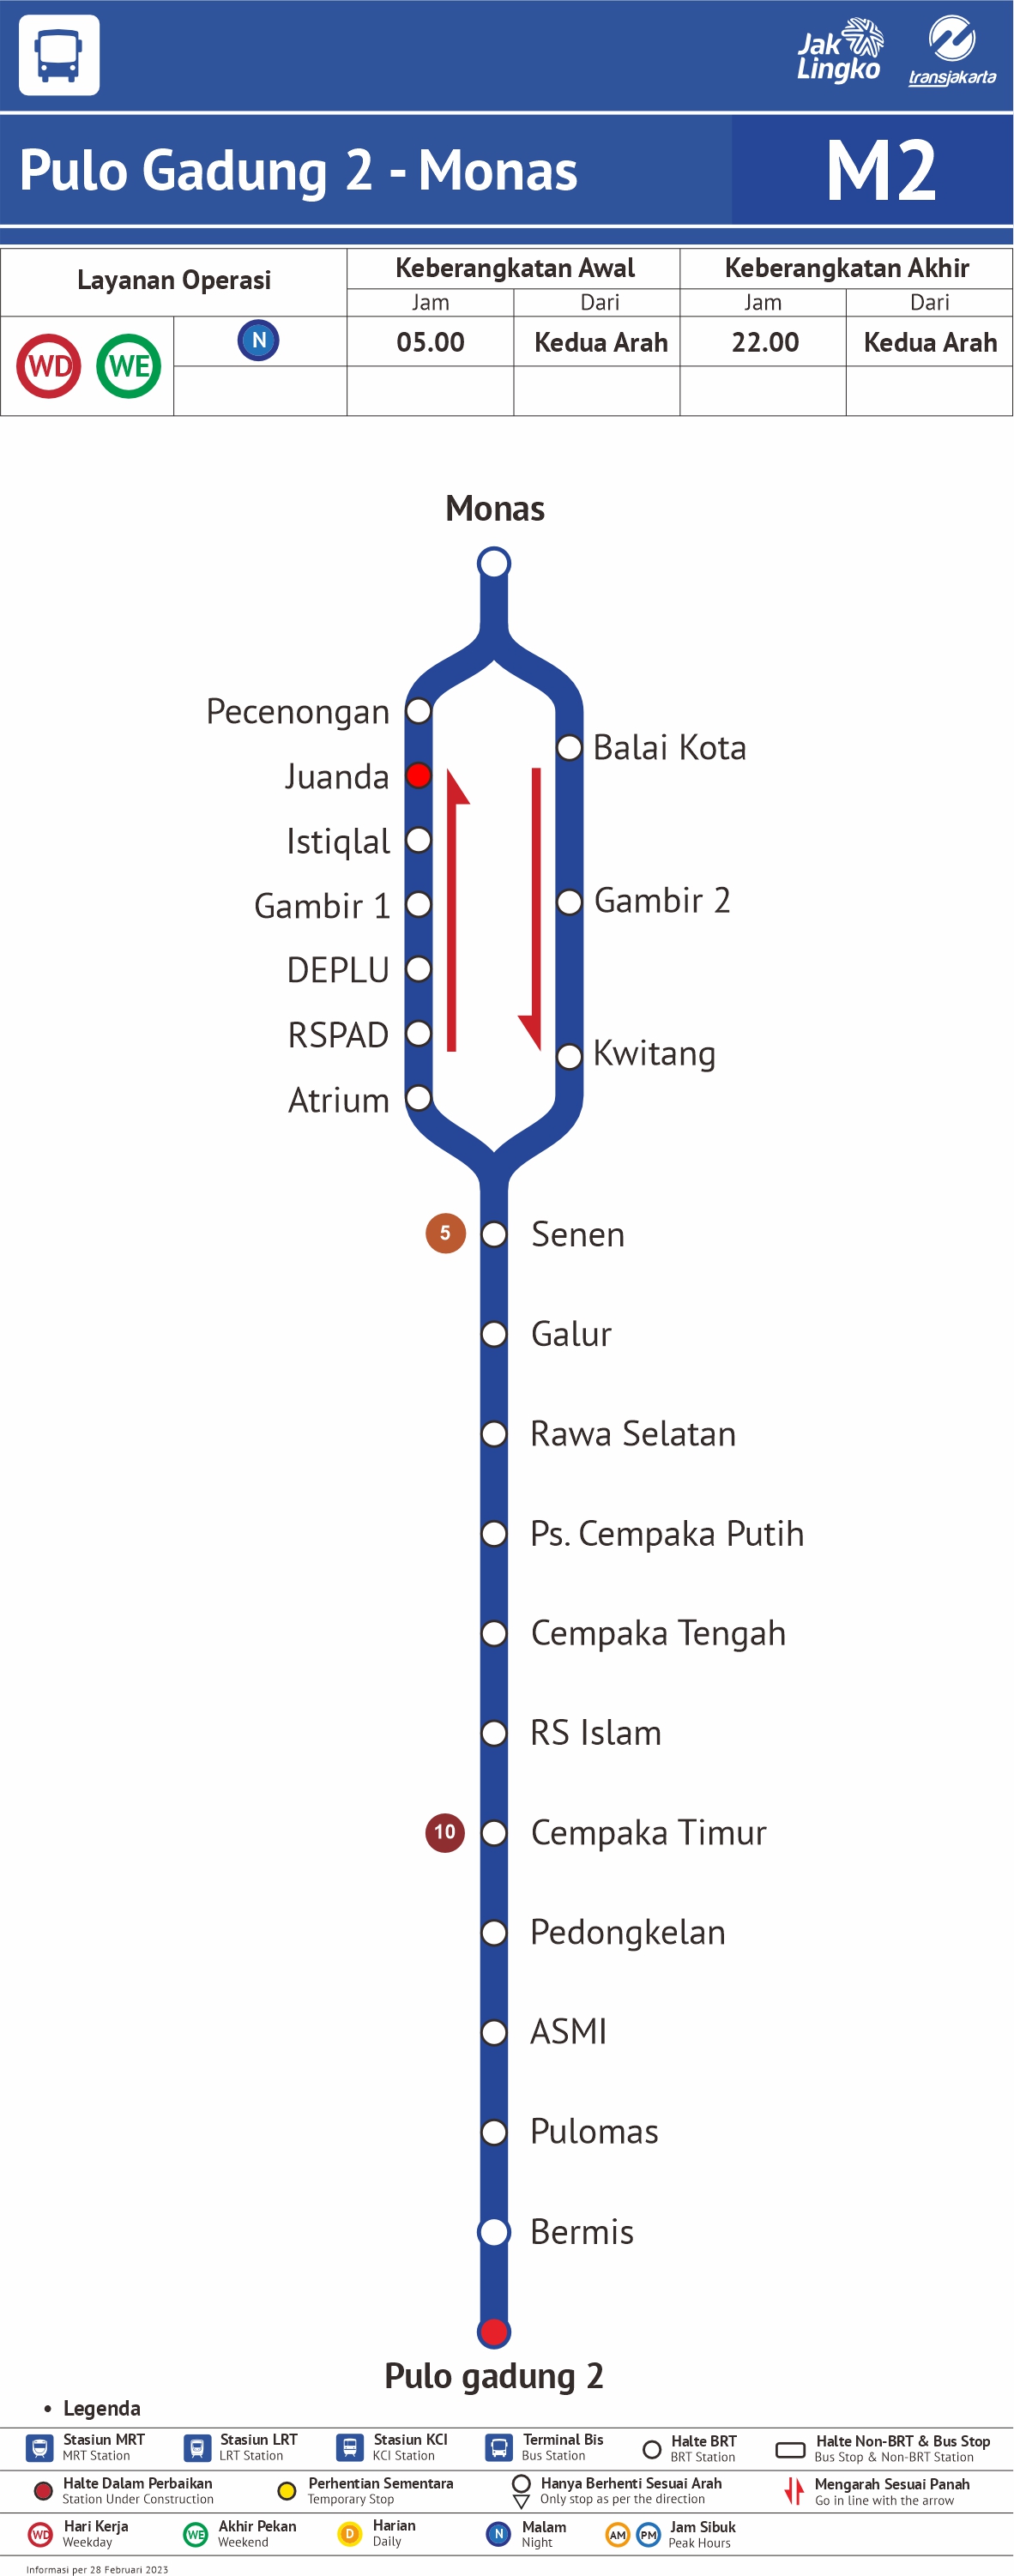 Jak
Lingko
transjakarta
Pulo Gadung 2 - Monas
M2
Layanan Operasi
Keberangkatan Awal
Keberangkatan Akhir
Jam
Dari
Jam
Dari
WD
WE
N
05.00
Kedua Arah
22.00
Kedua Arah
Monas
Pecenongan
Balai Kota
Juanda
Istiqlal
Gambir 1
Gambir 2
DEPLU
RSPAD
Kwitang
Atrium
5
Senen
Galur
Rawa Selatan
Ps. Cempaka Putih
Cempaka Tengah
RS Islam
10
Cempaka Timur
Pedongkelan
ASMI
Pulomas
Bermis
Pulo gadung 2
• Legenda
Stasiun MRT
MRT Station
Stasiun LRT
LRT Station
Stasiun KCI
KCI Station
Terminal Bis
Bus Station
Halte BRT
BRT Station
Halte Non-BRT & Bus Stop
Bus Stop & Non-BRT Station
Halte Dalam Perbaikan
Station Under Construction
Perhentian Sementara
Temporary Stop
Hanya Berhenti Sesuai Arah
Only stop as per the direction
Mengarah Sesuai Panah
Go in line with the arrow
WD
Hari Kerja
Weekday
WE
Akhir Pekan
Weekend
D
Harian
Daily
N
Malam
Night
AM
PM
Jam Sibuk
Peak Hours
Informasi per 28 Februari 2023